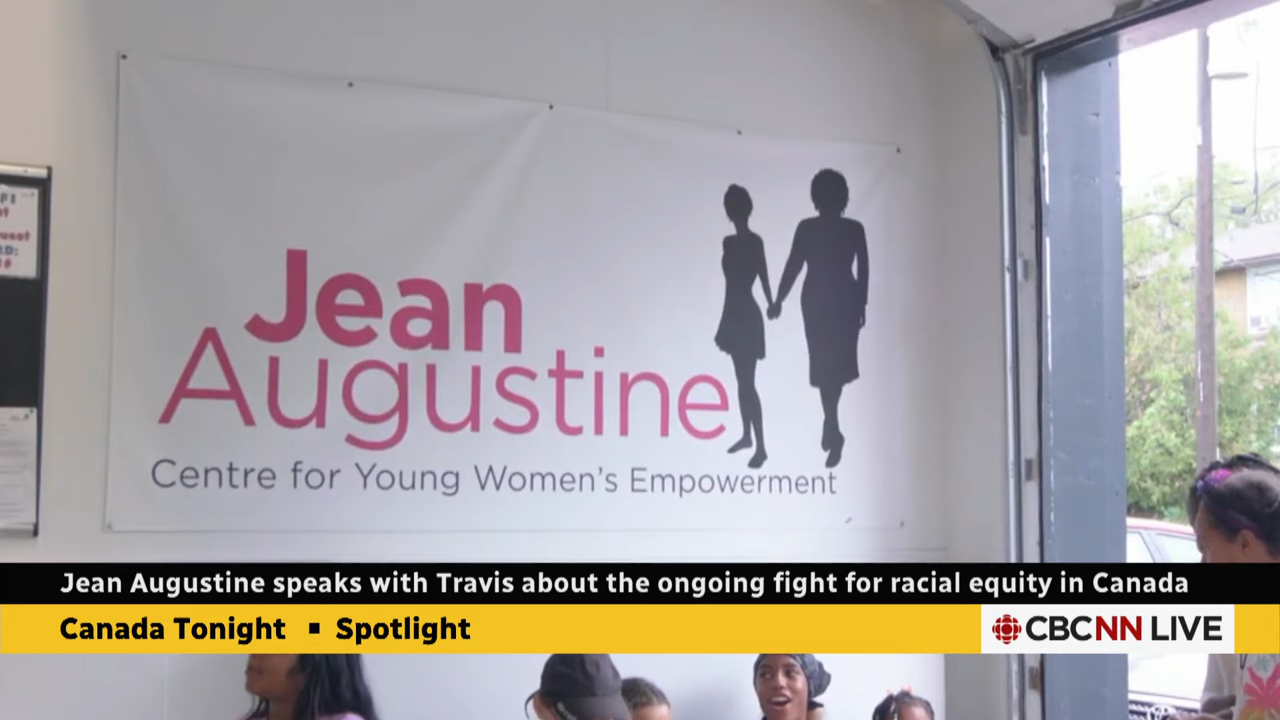 Jean
Augustine
Centre for Young Women's Empowerment
Jean Augustine speaks with Travis about the ongoing fight for racial equity in Canada
Canada Tonight ▪ Spotlight
CBCNN LIVE